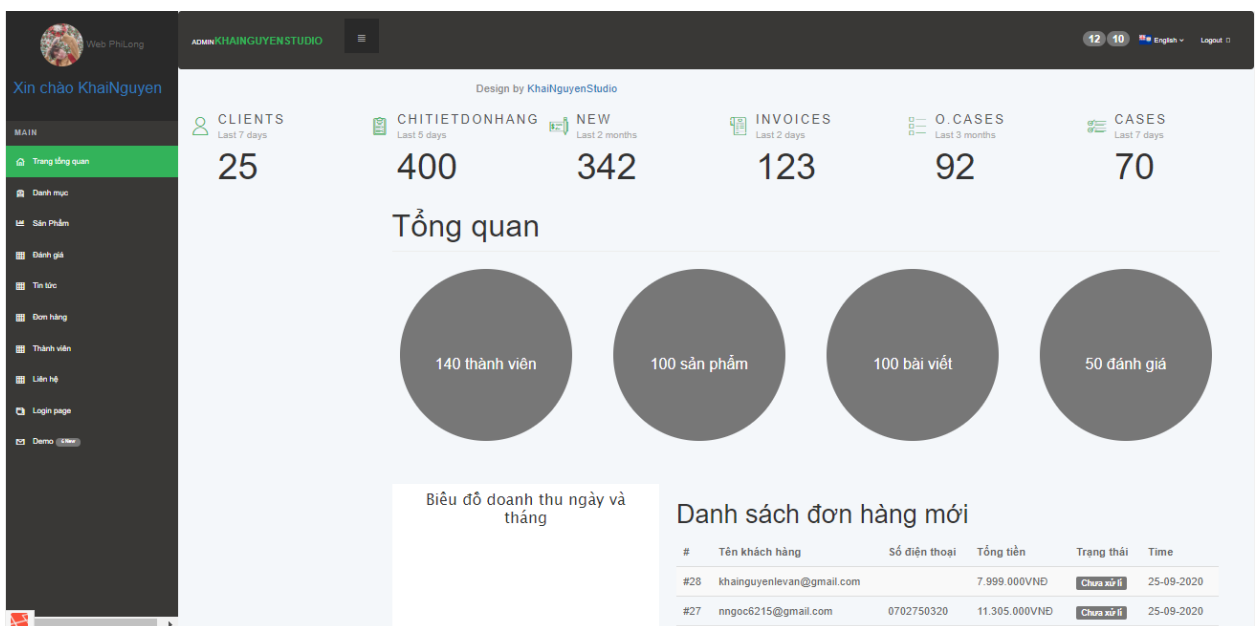 Web PhiLong
Xin chào KhaiNguyen
MAIN
Trang tổng quan
Danh mục
Sản Phẩm
Đánh giá
Tin tức
Đơn hàng
Thành viên
Liên hệ
Login page
Demo 6 New
ADMINKHAINGUYENSTUDIO
12 10 English Logout
Design by KhaiNguyenStudio
CLIENTS
Last 7 days
25
CHITIETDONHANG
Last 5 days
400
NEW
Last 2 months
342
INVOICES
Last 2 days
123
O.CASES
Last 3 months
92
CASES
Last 7 days
70
Tổng quan
140 thành viên
100 sản phẩm
100 bài viết
50 đánh giá
Biểu đồ doanh thu ngày và
tháng
Danh sách đơn hàng mới
# Tên khách hàng Số điện thoại Tổng tiền Trạng thái Time
#28 khainguyenlevan@gmail.com 7.999.000VNĐ Chưa xử lí 25-09-2020
#27 nngoc6215@gmail.com 0702750320 11.305.000VNĐ Chưa xử lí 25-09-2020